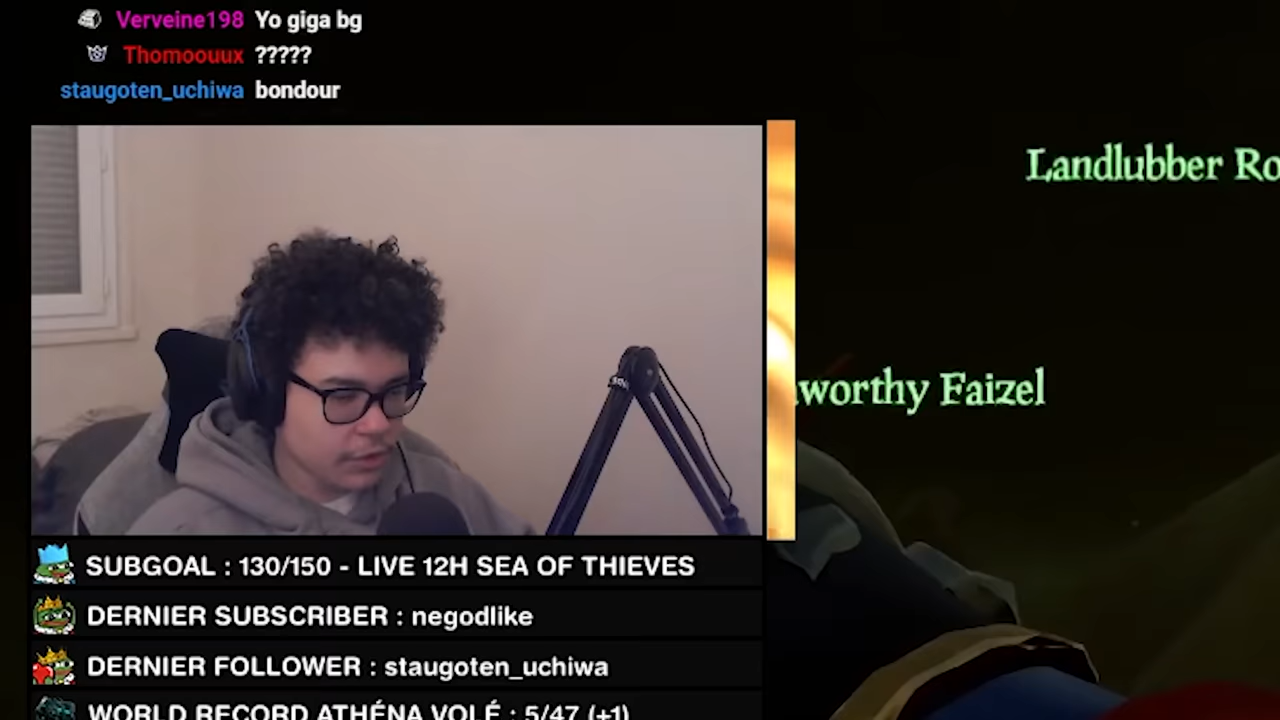 Verveine198 Yo giga bg
Thomoouux ?????
staugoten_uchiwa bondour
Landlubber Ro
worthy Faizel
SUBGOAL : 130/150 - LIVE 12H SEA OF THIEVES
DERNIER SUBSCRIBER : negodlike
DERNIER FOLLOWER : staugoten_uchiwa
WORLD RECORD ATHÉNA VOLÉ : 5/47 (+1)